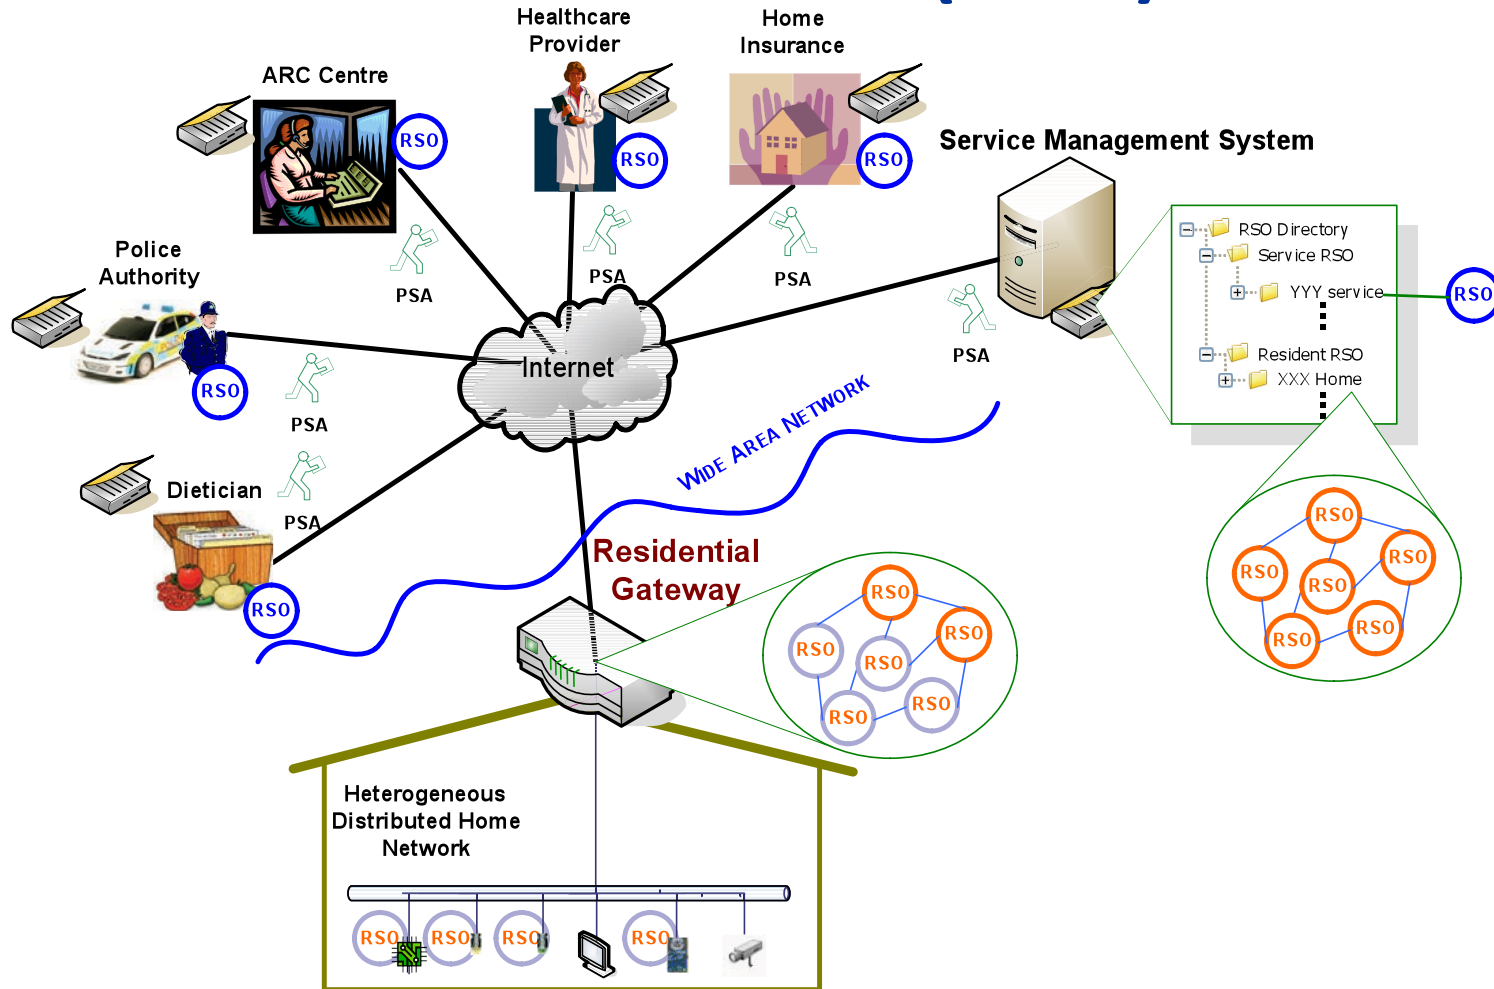 Healthcare
Provider
Home
Insurance
ARC Centre
RSO
RSO
RSO
Service Management System
RSO Directory
Service RSO
YYY service
RSO
Resident RSO
XXX Home
Police
Authority
RSO
PSA
PSA
PSA
PSA
PSA
PSA
Internet
WIDE AREA NETWORK
Dietician
RSO
Residential
Gateway
RSO
RSO
RSO
RSO
RSO
RSO
RSO
RSO
RSO
RSO
RSO
RSO
RSO
RSO
Heterogeneous
Distributed Home
Network
RSO
RSO
RSO
RSO